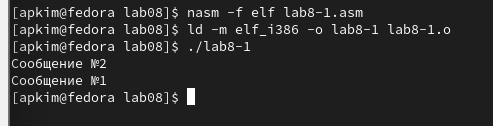 [apkim@fedora lab08]$ nasm -f elf lab8-1.asm
[apkim@fedora lab08]$ ld -m elf_i386 -o lab8-1 lab8-1.o
[apkim@fedora lab08]$ ./lab8-1
Сообщение №2
Сообщение №1
[apkim@fedora lab08]$